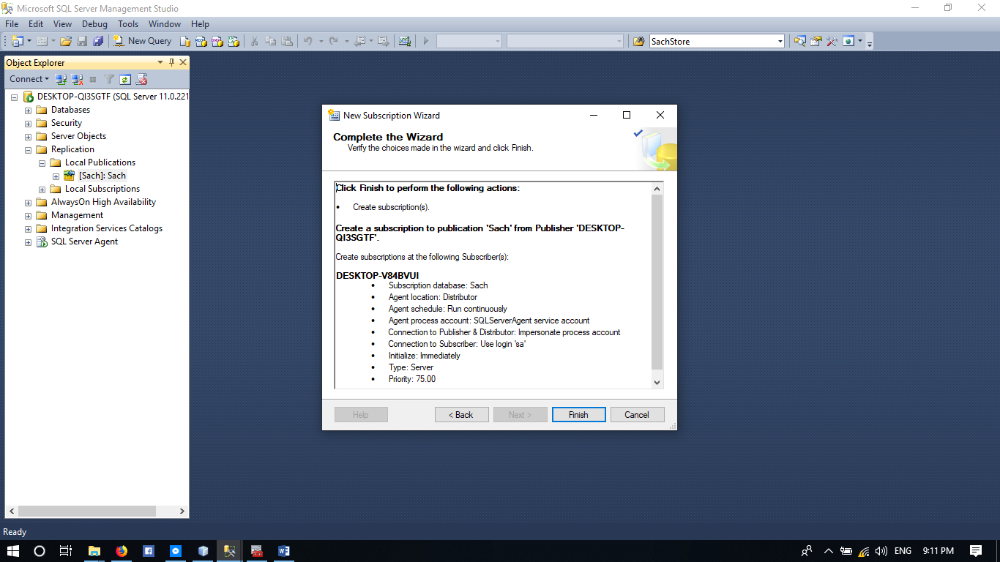 Microsoft SQL Server Management Studio
File Edit View Debug Tools Window Help
New Query
SachStore
Object Explorer
Connect
DESKTOP-QI3SGTF (SQL Server 11.0.221
Databases
Security
Server Objects
Replication
Local Publications
[Sach]: Sach
Local Subscriptions
AlwaysOn High Availability
Management
Integration Services Catalogs
SQL Server Agent
New Subscription Wizard
Complete the Wizard
Verify the choices made in the wizard and click Finish.
Click Finish to perform the following actions:
• Create subscription(s).
Create a subscription to publication 'Sach' from Publisher 'DESKTOP-
QI3SGTF'.
Create subscriptions at the following Subscriber(s):
DESKTOP-V84BVUI
• Subscription database: Sach
• Agent location: Distributor
• Agent schedule: Run continuously
• Agent process account: SQLServerAgent service account
• Connection to Publisher & Distributor: Impersonate process account
• Connection to Subscriber: Use login 'sa'
• Initialize: Immediately
• Type: Server
• Priority: 75.00
Help < Back Next > Finish Cancel
Ready
ENG 9:11 PM